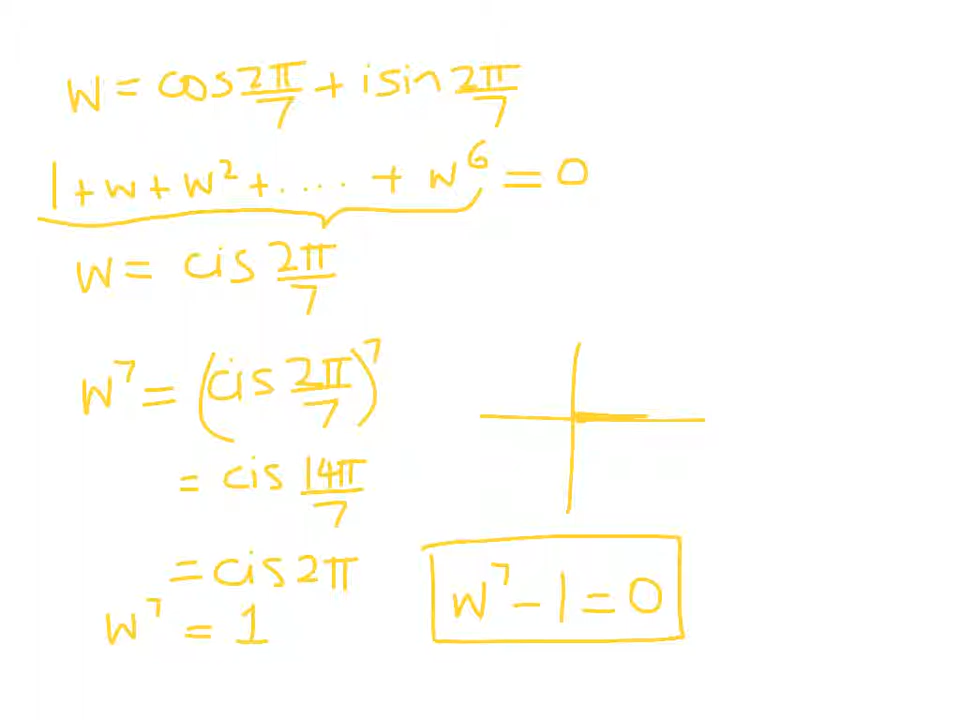 w = cos 2π/7 + i sin 2π/7
1 + w + w² + .... + w⁶ = 0
w = cis 2π/7
w⁷ = (cis 2π/7)⁷
= cis 14π/7
= cis 2π
w⁷ = 1
w⁷ - 1 = 0